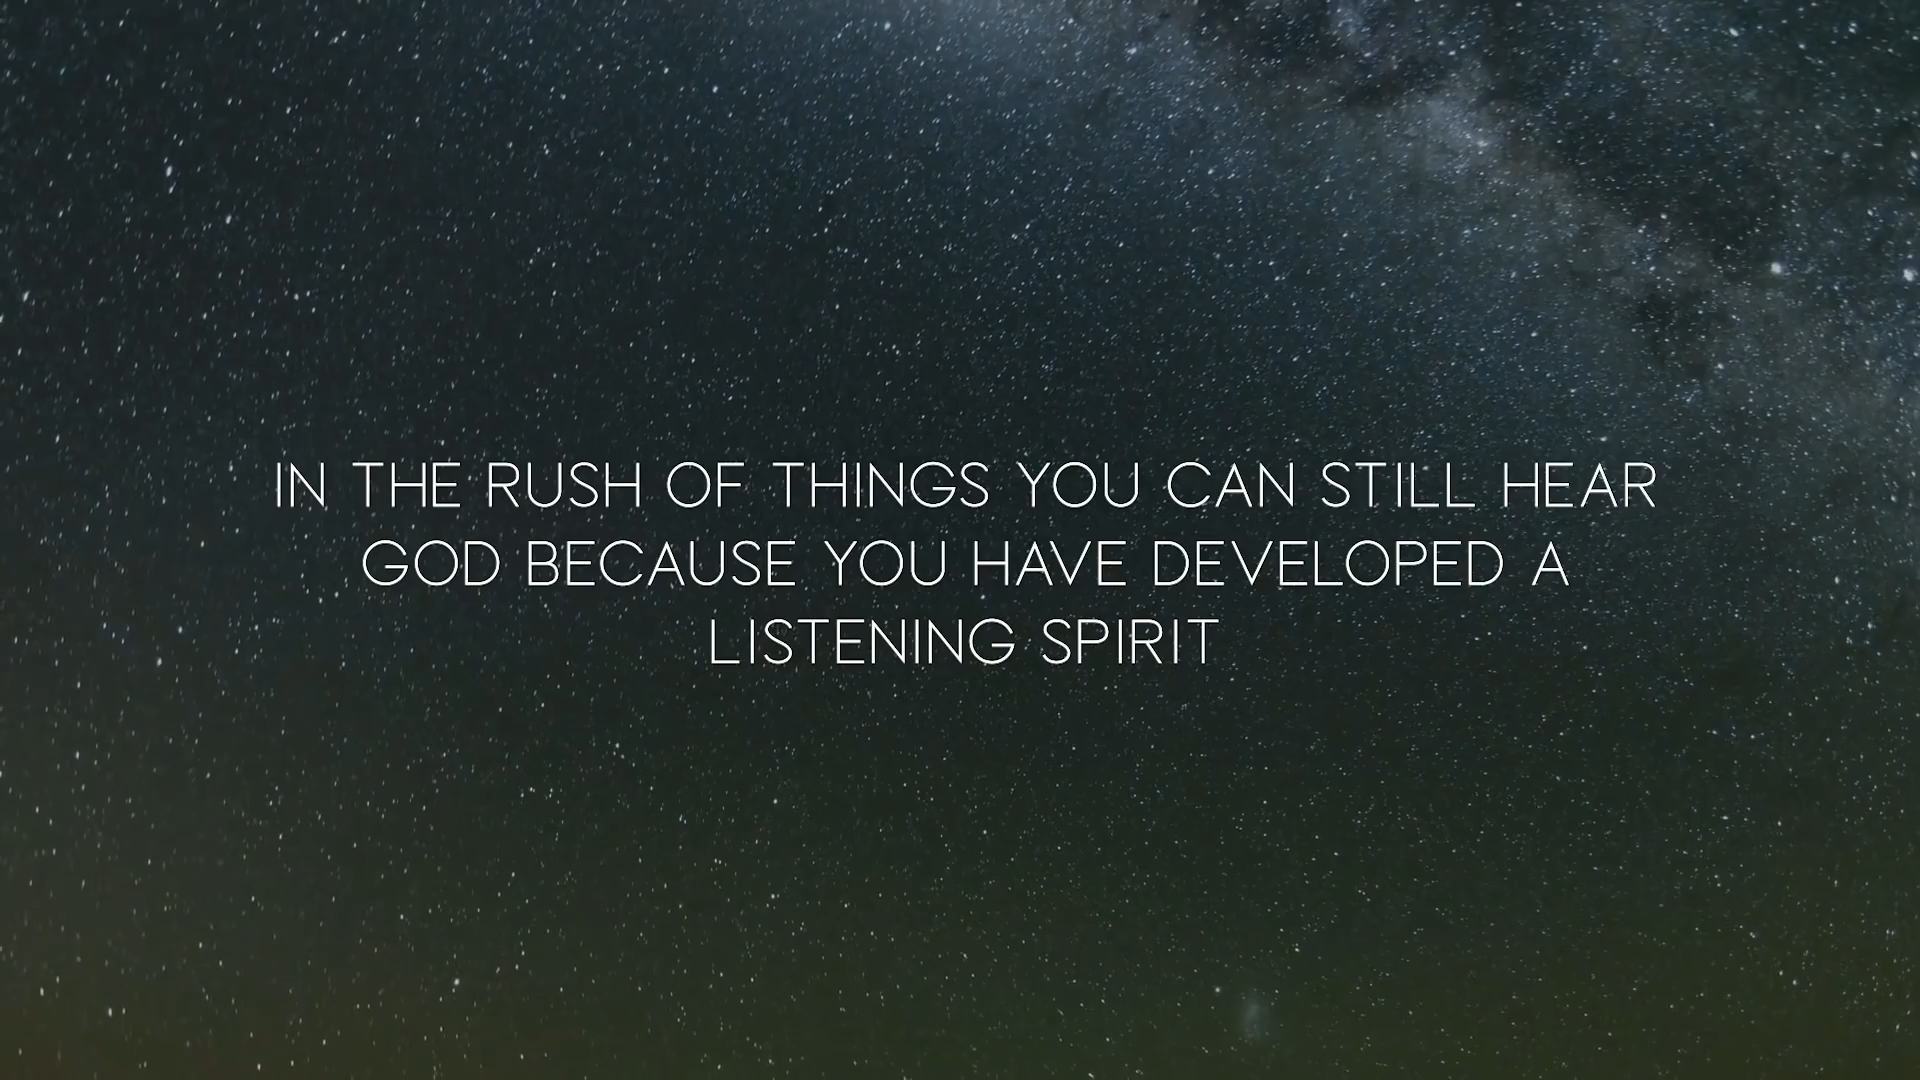 IN THE RUSH OF THINGS YOU CAN STILL HEAR
GOD BECAUSE YOU HAVE DEVELOPED A
LISTENING SPIRIT